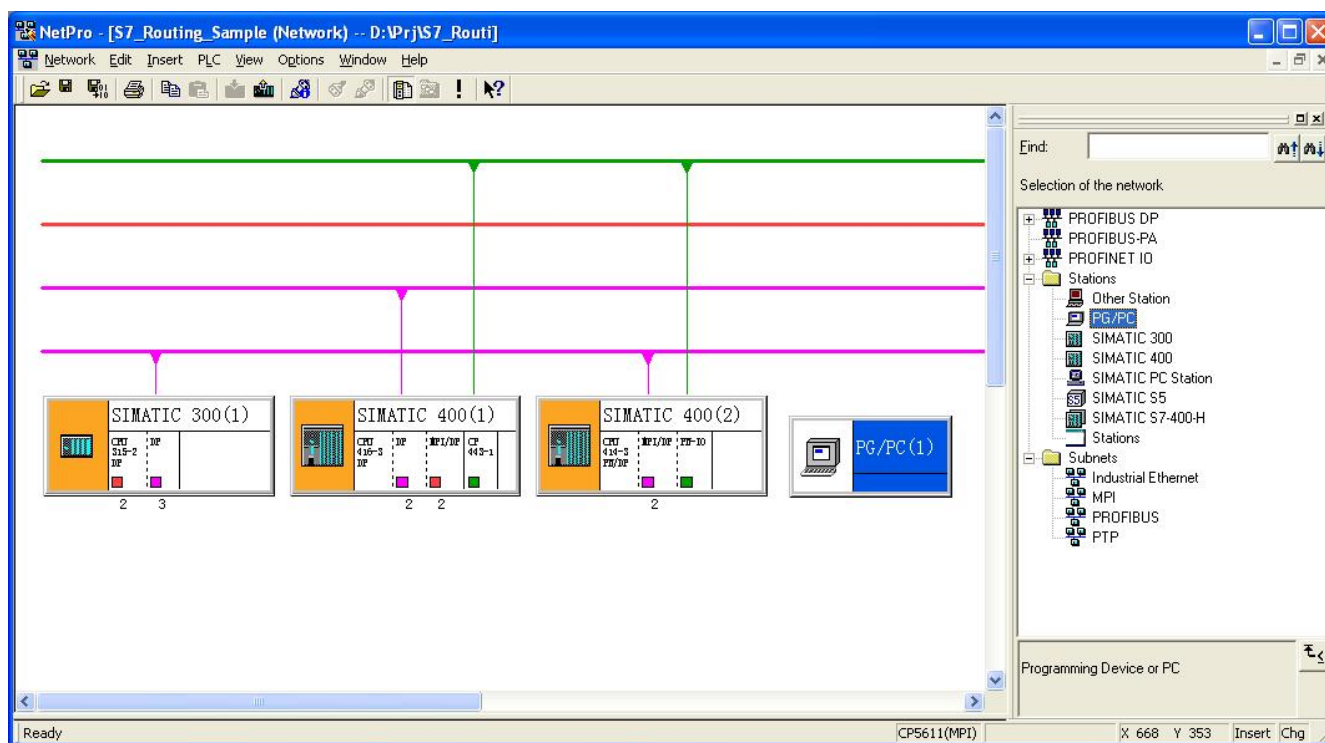 NetPro - [S7_Routing_Sample (Network) -- D:\Prj\S7_Routi]
Network Edit Insert PLC View Options Window Help
Find:
Selection of the network
PROFIBUS DP
PROFIBUS-PA
PROFINET IO
Stations
Other Station
PG/PC
SIMATIC 300
SIMATIC 400
SIMATIC PC Station
SIMATIC S5
SIMATIC S7-400-H
Stations
Subnets
Industrial Ethernet
MPI
PROFIBUS
PTP
SIMATIC 300(1)
CPU 315-2 DP
DP
2 3
SIMATIC 400(1)
CPU 416-3 DP
DP
MPI/DP
CP 443-1
2 2
SIMATIC 400(2)
CPU 414-3 PN/DP
MPI/DP
PN-IO
2
PG/PC(1)
Programming Device or PC
Ready
CP5611(MPI)
X 668 Y 353
Insert
Chg